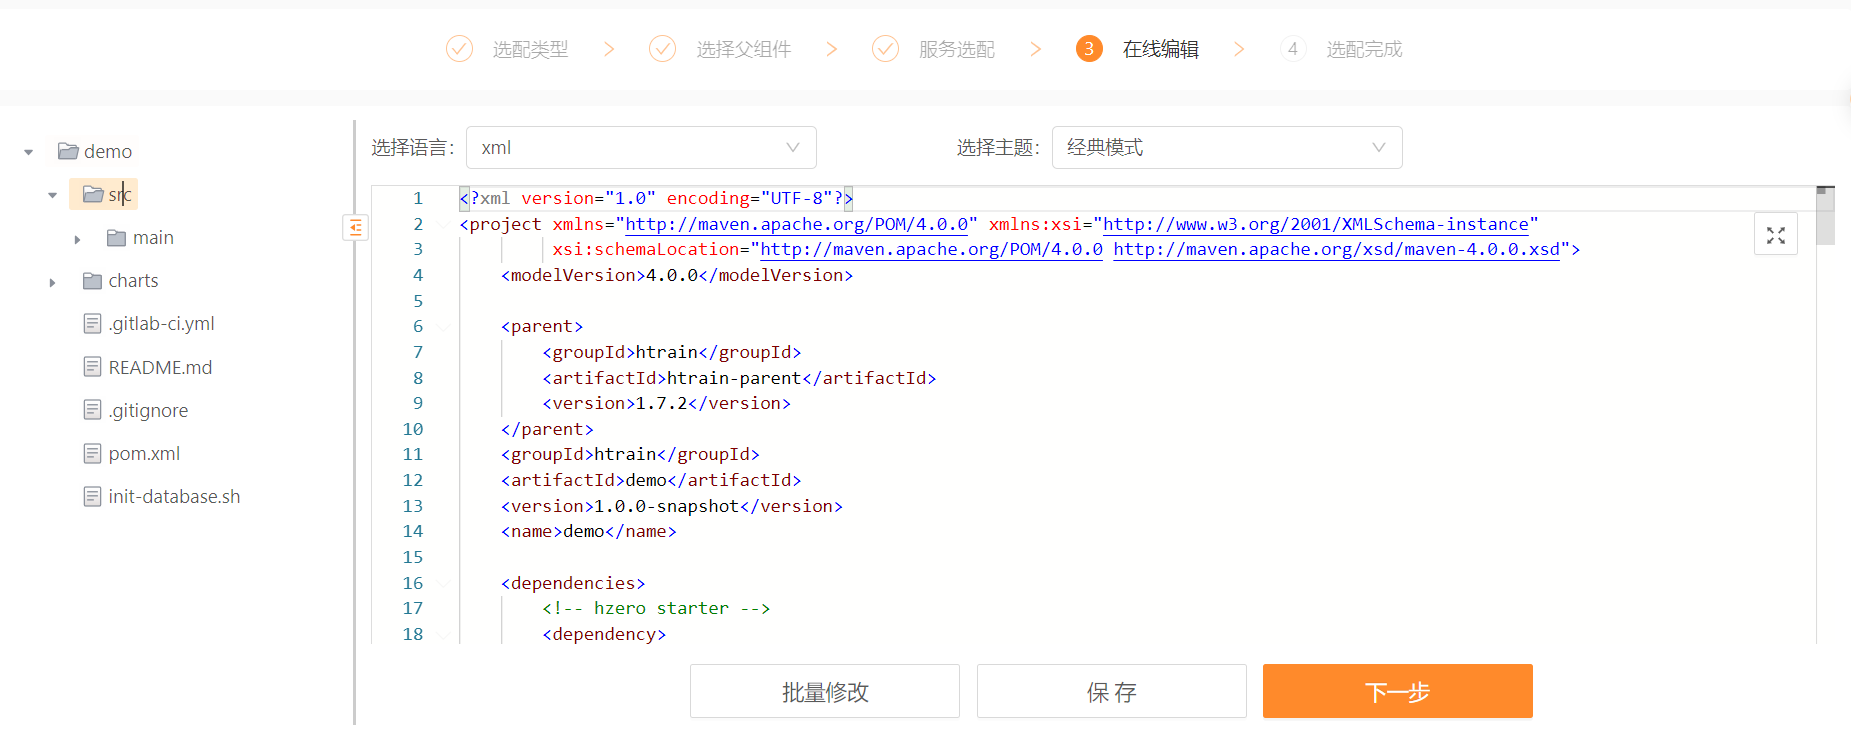 选配类型 选择父组件 服务选配 3 在线编辑 4 选配完成
demo
src
main
charts
.gitlab-ci.yml
README.md
.gitignore
pom.xml
init-database.sh
选择语言: xml 选择主题: 经典模式
1 <?xml version="1.0" encoding="UTF-8"?>
2 <project xmlns="http://maven.apache.org/POM/4.0.0" xmlns:xsi="http://www.w3.org/2001/XMLSchema-instance"
3 xsi:schemaLocation="http://maven.apache.org/POM/4.0.0 http://maven.apache.org/xsd/maven-4.0.0.xsd">
4 <modelVersion>4.0.0</modelVersion>
5
6 <parent>
7 <groupId>htrain</groupId>
8 <artifactId>htrain-parent</artifactId>
9 <version>1.7.2</version>
10 </parent>
11 <groupId>htrain</groupId>
12 <artifactId>demo</artifactId>
13 <version>1.0.0-snapshot</version>
14 <name>demo</name>
15
16 <dependencies>
17 <!-- hzero starter -->
18 <dependency>
批量修改 保存 下一步